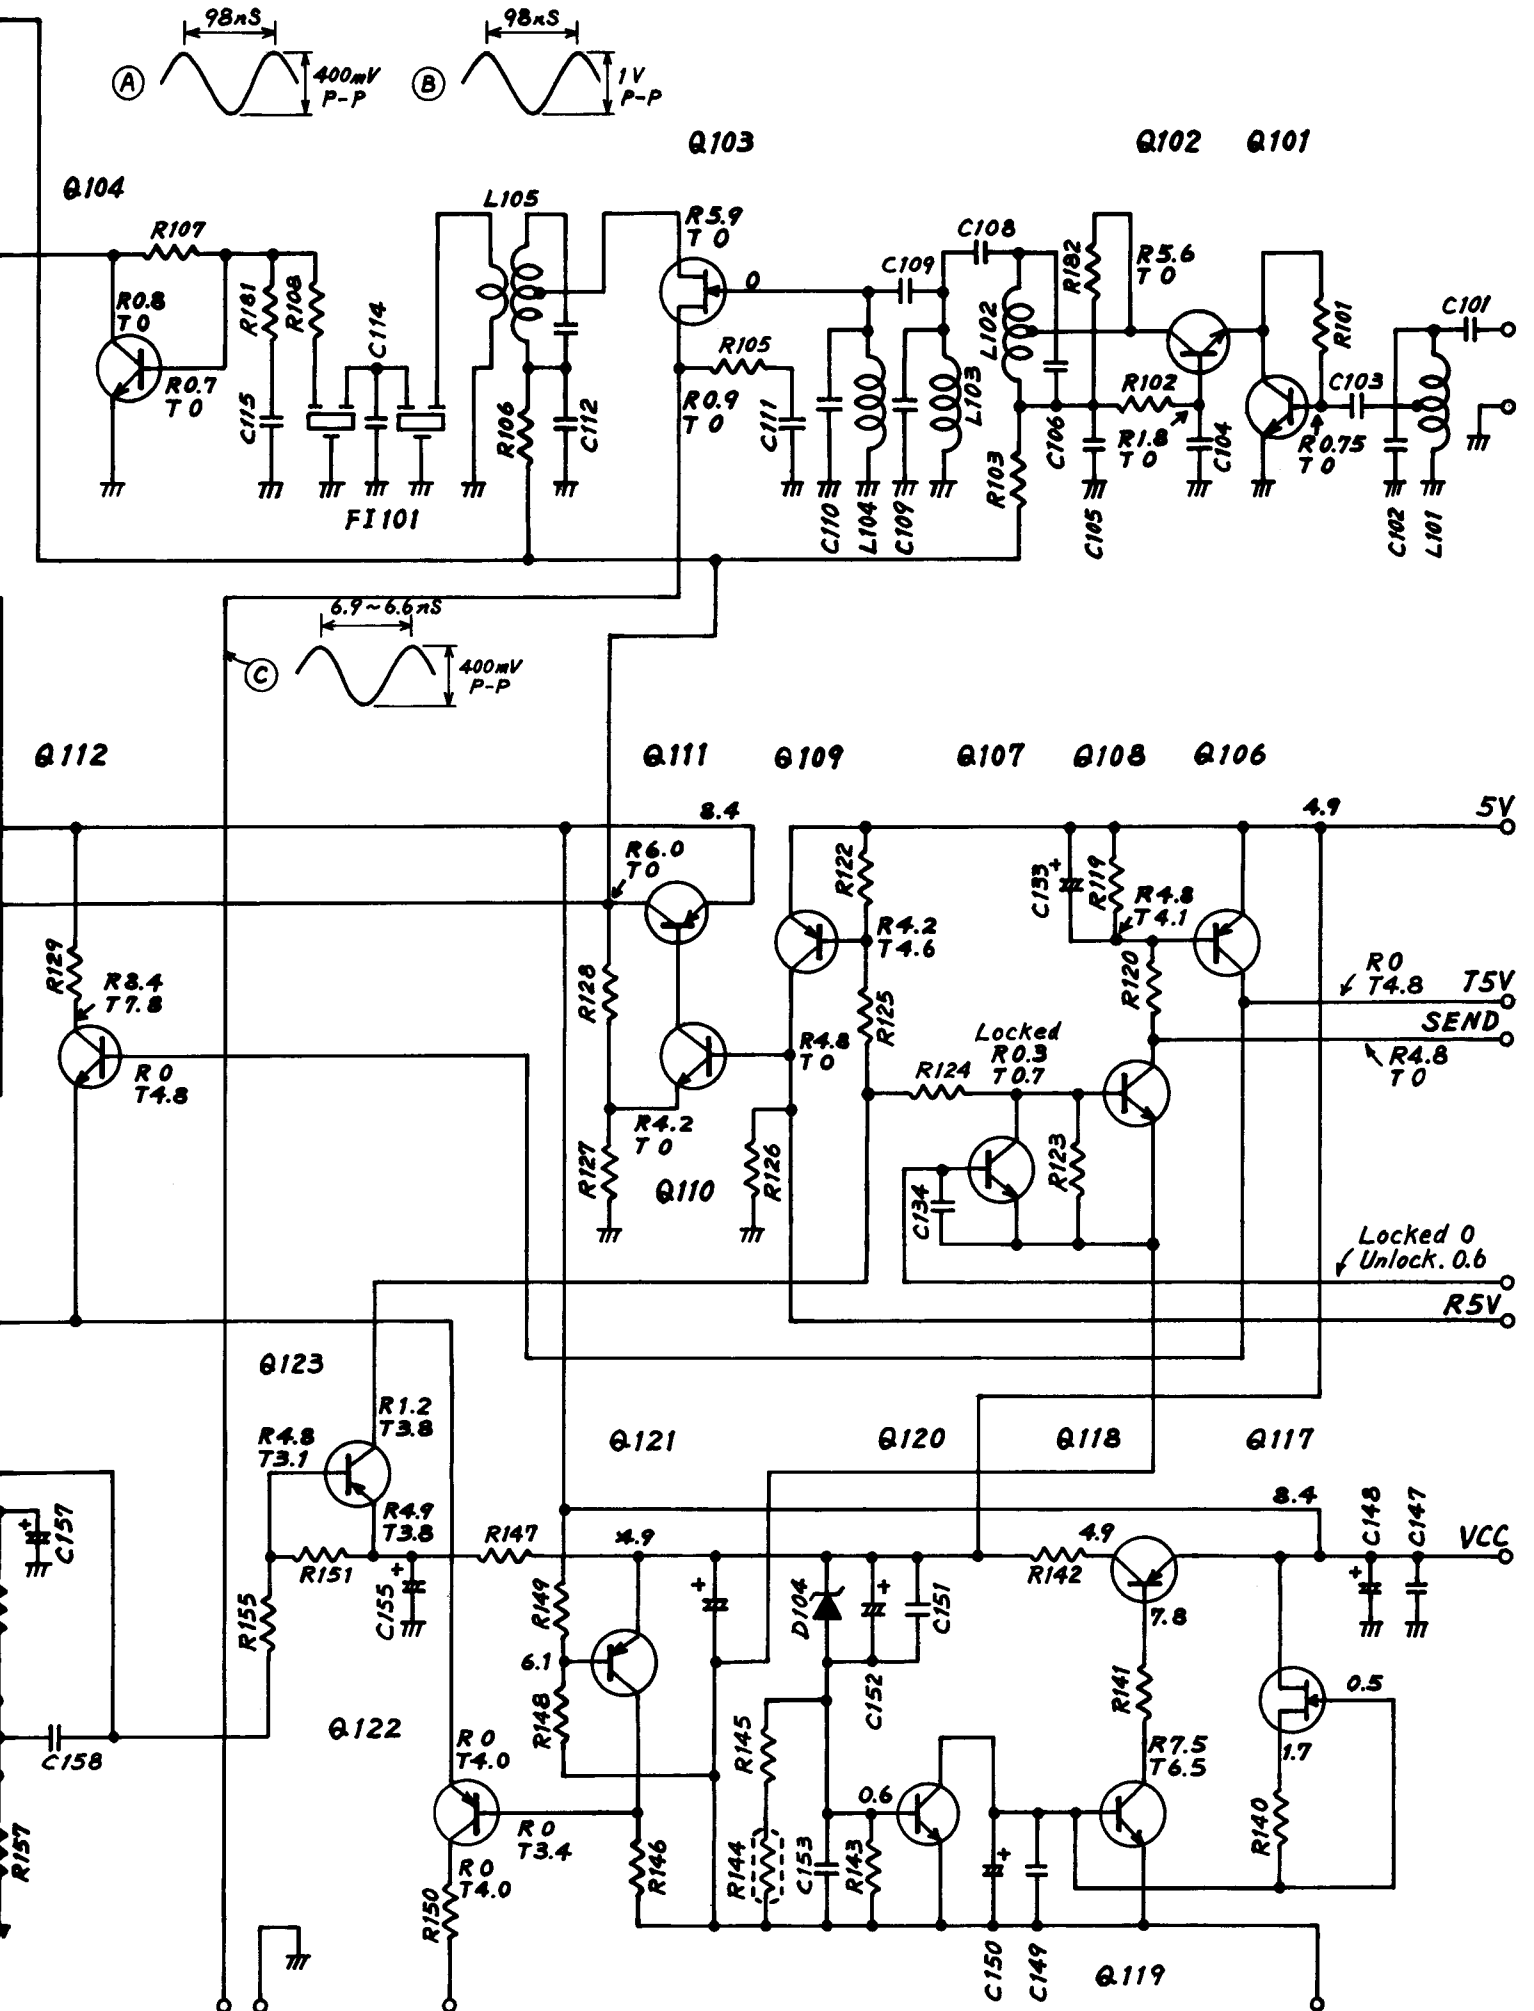 98nS
98nS
A
400mV
P-P
B
1V
P-P
Q103
Q102
Q101
Q104
L105
R107
R5.9
T 0
C108
R182
R5.6
T 0
C109
0
R0.8
T 0
R181
R108
C114
L102
R101
C101
R105
R0.7
T 0
R0.9
T 0
L103
R102
C103
C115
R106
C112
C111
C106
R1.8
T 0
C104
R0.75
T 0
R103
FI101
C110
L104
C109
C105
C102
L101
6.9~6.6nS
C
400mV
P-P
Q112
Q111
Q109
Q107
Q108
Q106
8.4
4.9
5V
R6.0
T 0
R122
C133
+
R119
R4.8
T4.1
R4.2
T4.6
R129
R8.4
T7.8
R128
R125
R120
R 0
T4.8
T5V
SEND
Locked
R 0.3
T 0.7
R4.8
T 0
R4.8
T 0
R 0
T4.8
R124
R4.2
T 0
R127
Q110
R126
C134
R123
Locked 0
Unlock. 0.6
R5V
Q123
R1.2
T3.8
R4.8
T3.1
Q121
Q120
Q118
Q117
R4.9
T3.8
8.4
C148
C147
+
C157
R147
4.9
4.9
VCC
R151
+
C155
R149
+
D104
+
C151
R142
+
R155
7.8
6.1
R148
C152
R141
0.5
Q122
C158
R145
R 0
T4.0
R7.5
T6.5
1.7
0.6
R 0
T3.4
R140
R157
R 0
T4.0
R146
R144
C153
R143
+
R150
C150
C149
Q119